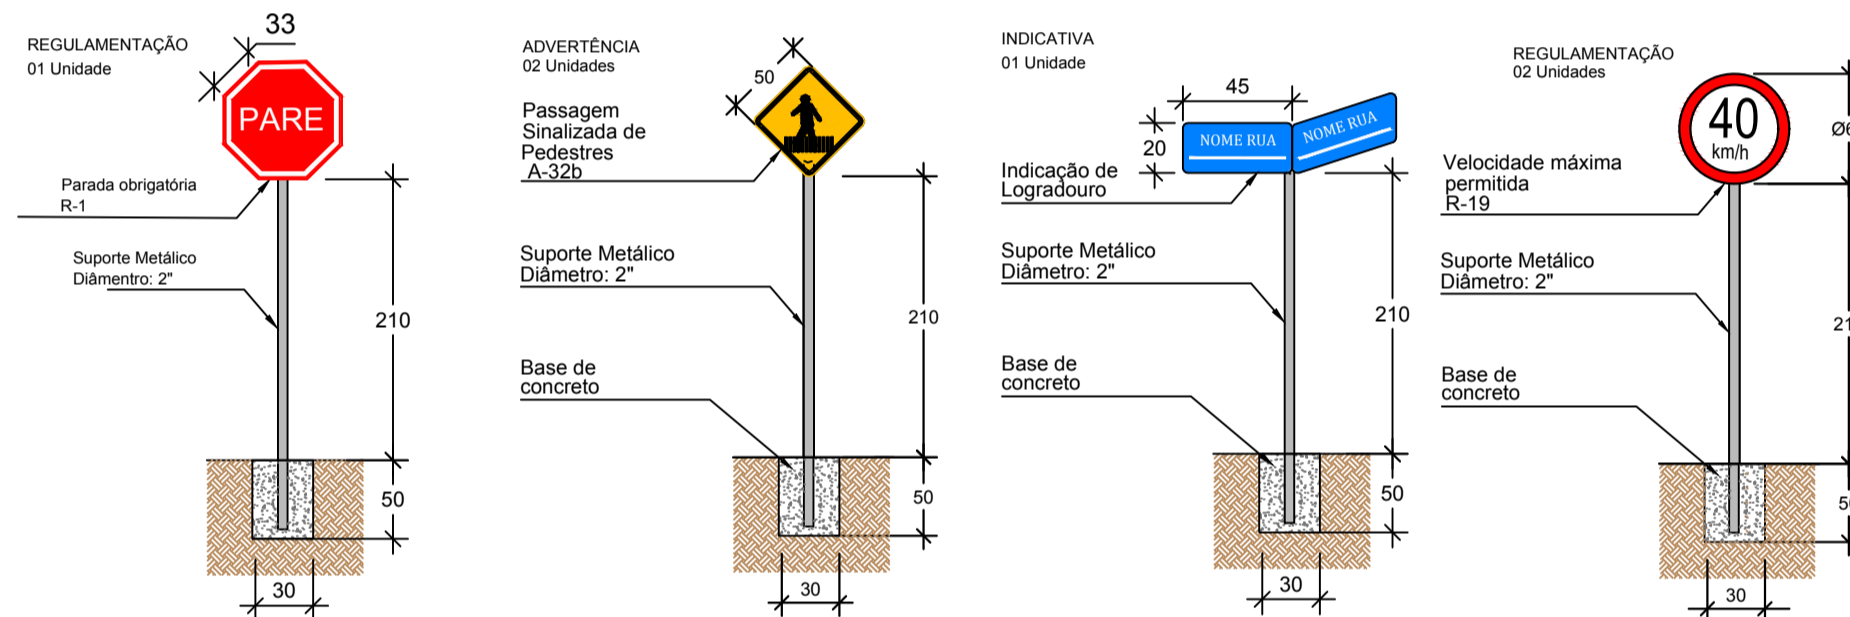 REGULAMENTAÇÃO
01 Unidade
33
PARE
Parada obrigatória
R-1
Suporte Metálico
Diâmentro: 2"
210
50
30
ADVERTÊNCIA
02 Unidades
50
Passagem
Sinalizada de
Pedestres
A-32b
Suporte Metálico
Diâmetro: 2"
210
Base de
concreto
50
30
INDICATIVA
01 Unidade
45
20
NOME RUA
NOME RUA
Indicação de
Logradouro
Suporte Metálico
Diâmetro: 2"
210
Base de
concreto
50
30
REGULAMENTAÇÃO
02 Unidades
40
km/h
Velocidade máxima
permitida
R-19
Suporte Metálico
Diâmetro: 2"
Base de
concreto
30